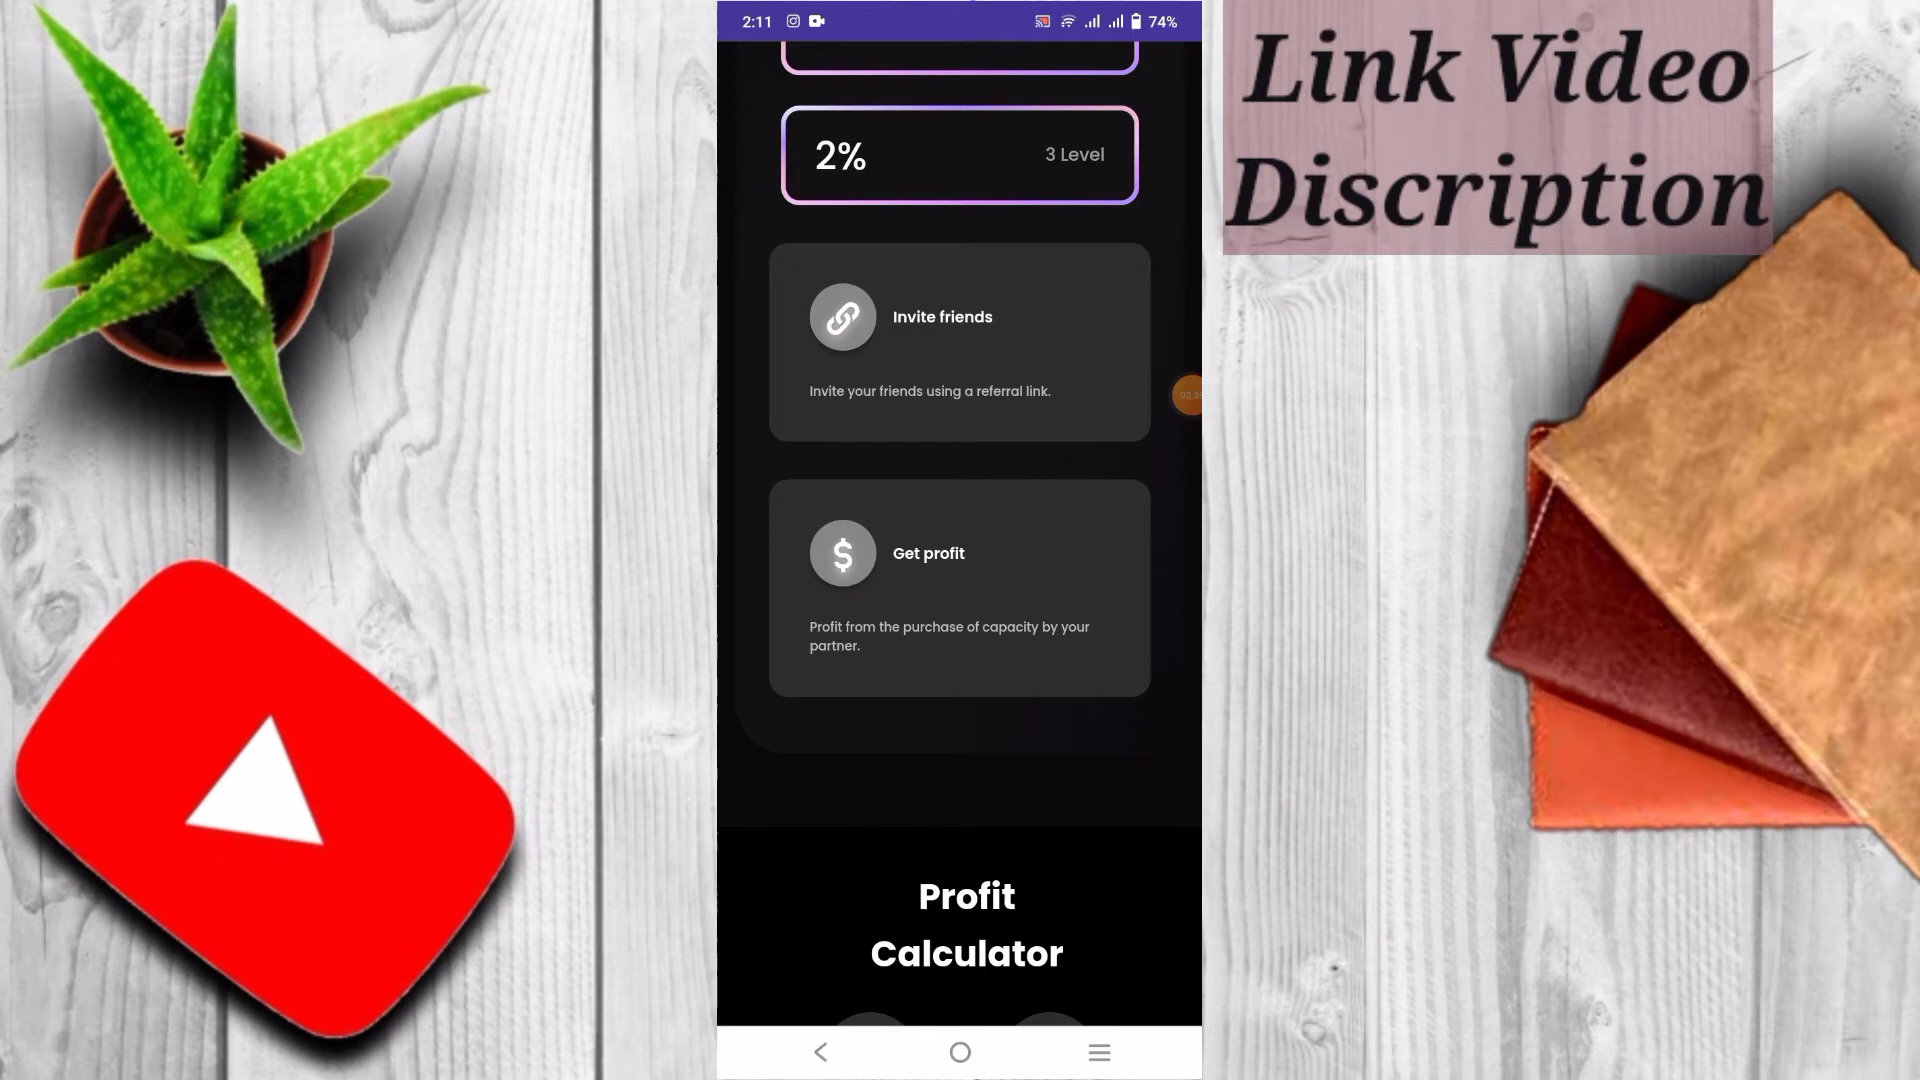 2:11
74%
2%
3 Level
Invite friends
Invite your friends using a referral link.
Get profit
Profit from the purchase of capacity by your
partner.
Profit
Calculator
Link Video
Discription